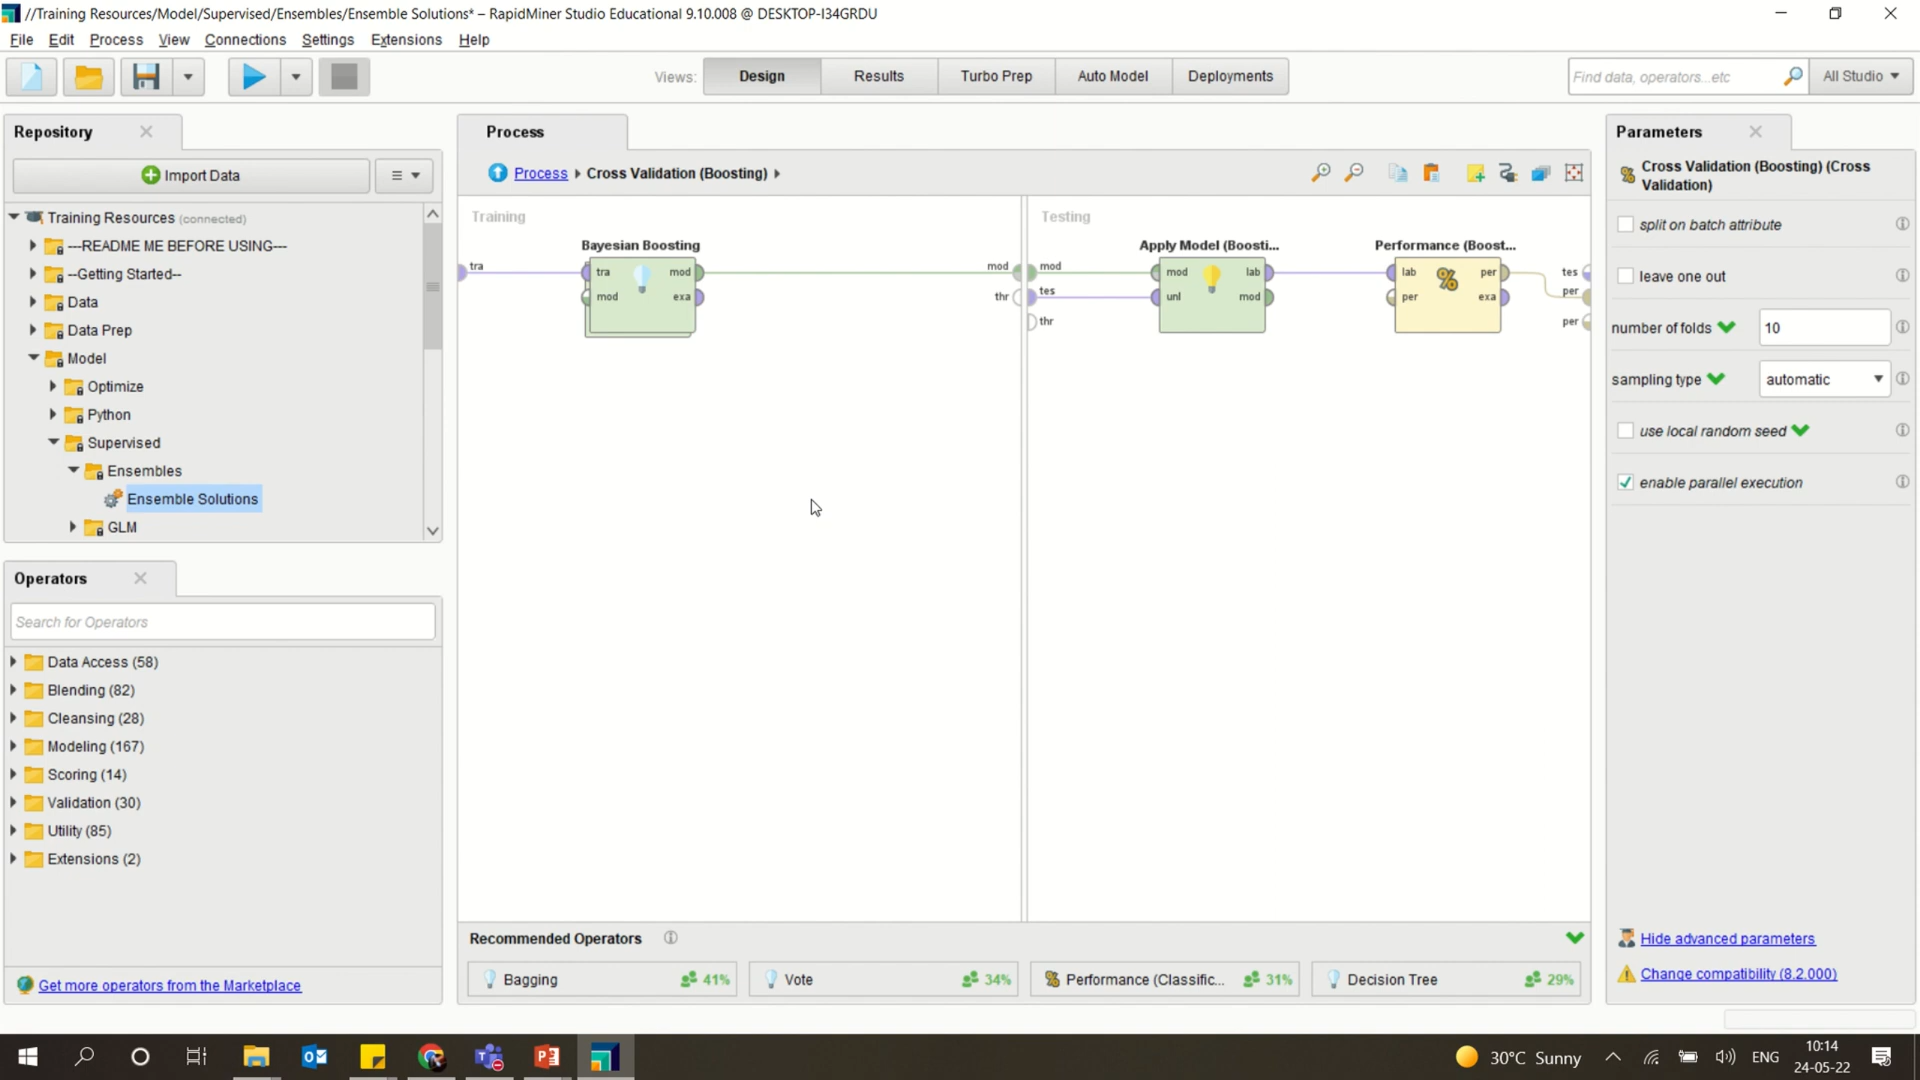 //Training Resources/Model/Supervised/Ensembles/Ensemble Solutions* – RapidMiner Studio Educational 9.10.008 @ DESKTOP-I34GRDU
File Edit Process View Connections Settings Extensions Help
Views: Design Results Turbo Prep Auto Model Deployments
Find data, operators...etc All Studio
Repository
Import Data
Training Resources (connected)
---README ME BEFORE USING---
--Getting Started--
Data
Data Prep
Model
Optimize
Python
Supervised
Ensembles
Ensemble Solutions
GLM
Operators
Search for Operators
Data Access (58)
Blending (82)
Cleansing (28)
Modeling (167)
Scoring (14)
Validation (30)
Utility (85)
Extensions (2)
Get more operators from the Marketplace
Process
Process Cross Validation (Boosting)
Training
Bayesian Boosting
tra tra mod mod
mod exa thr
Testing
Apply Model (Boosti... Performance (Boost...
mod mod lab lab per tes
tes unl mod per exa per
thr per
Recommended Operators
Bagging 41% Vote 34% Performance (Classific... 31% Decision Tree 29%
Parameters
Cross Validation (Boosting) (Cross
Validation)
split on batch attribute
leave one out
number of folds 10
sampling type automatic
use local random seed
enable parallel execution
Hide advanced parameters
Change compatibility (8.2.000)
30°C Sunny ENG 10:14
24-05-22